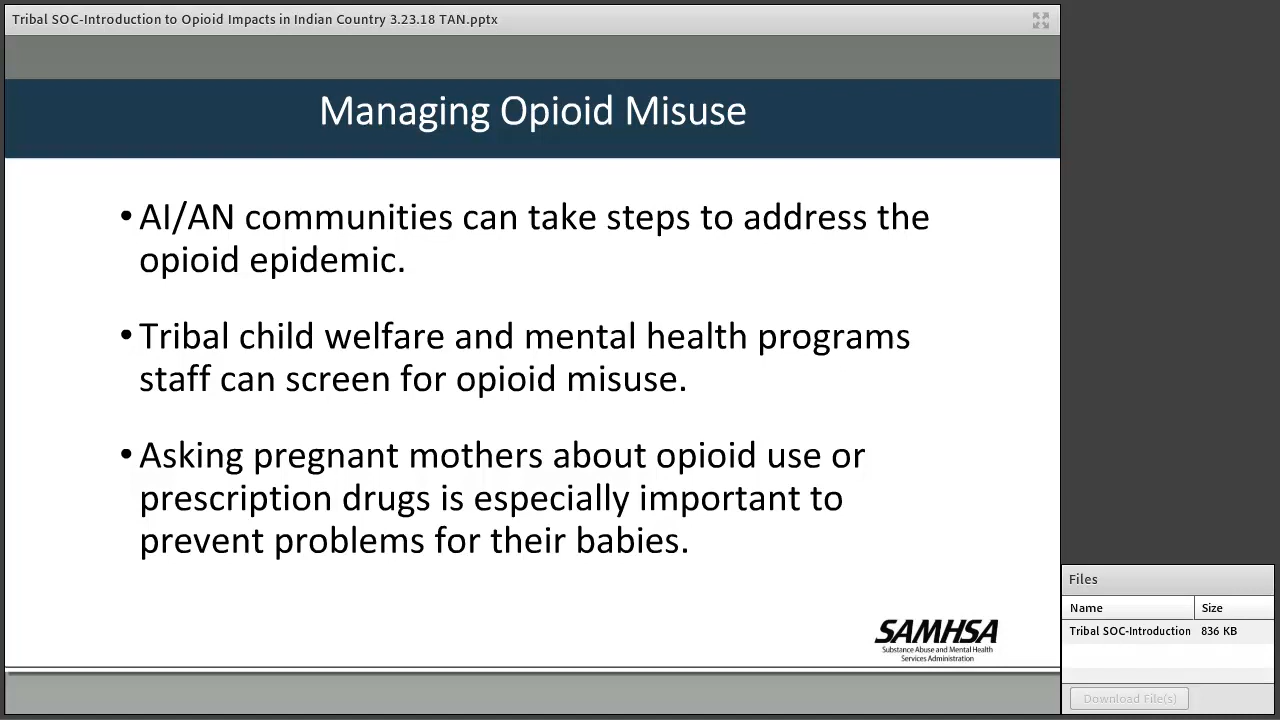 Tribal SOC-Introduction to Opioid Impacts in Indian Country 3.23.18 TAN.pptx
Managing Opioid Misuse
• AI/AN communities can take steps to address the
opioid epidemic.
• Tribal child welfare and mental health programs
staff can screen for opioid misuse.
• Asking pregnant mothers about opioid use or
prescription drugs is especially important to
prevent problems for their babies.
SAMHSA
Substance Abuse and Mental Health
Services Administration
Files
Name Size
Tribal SOC-Introduction 836 KB
Download File(s)